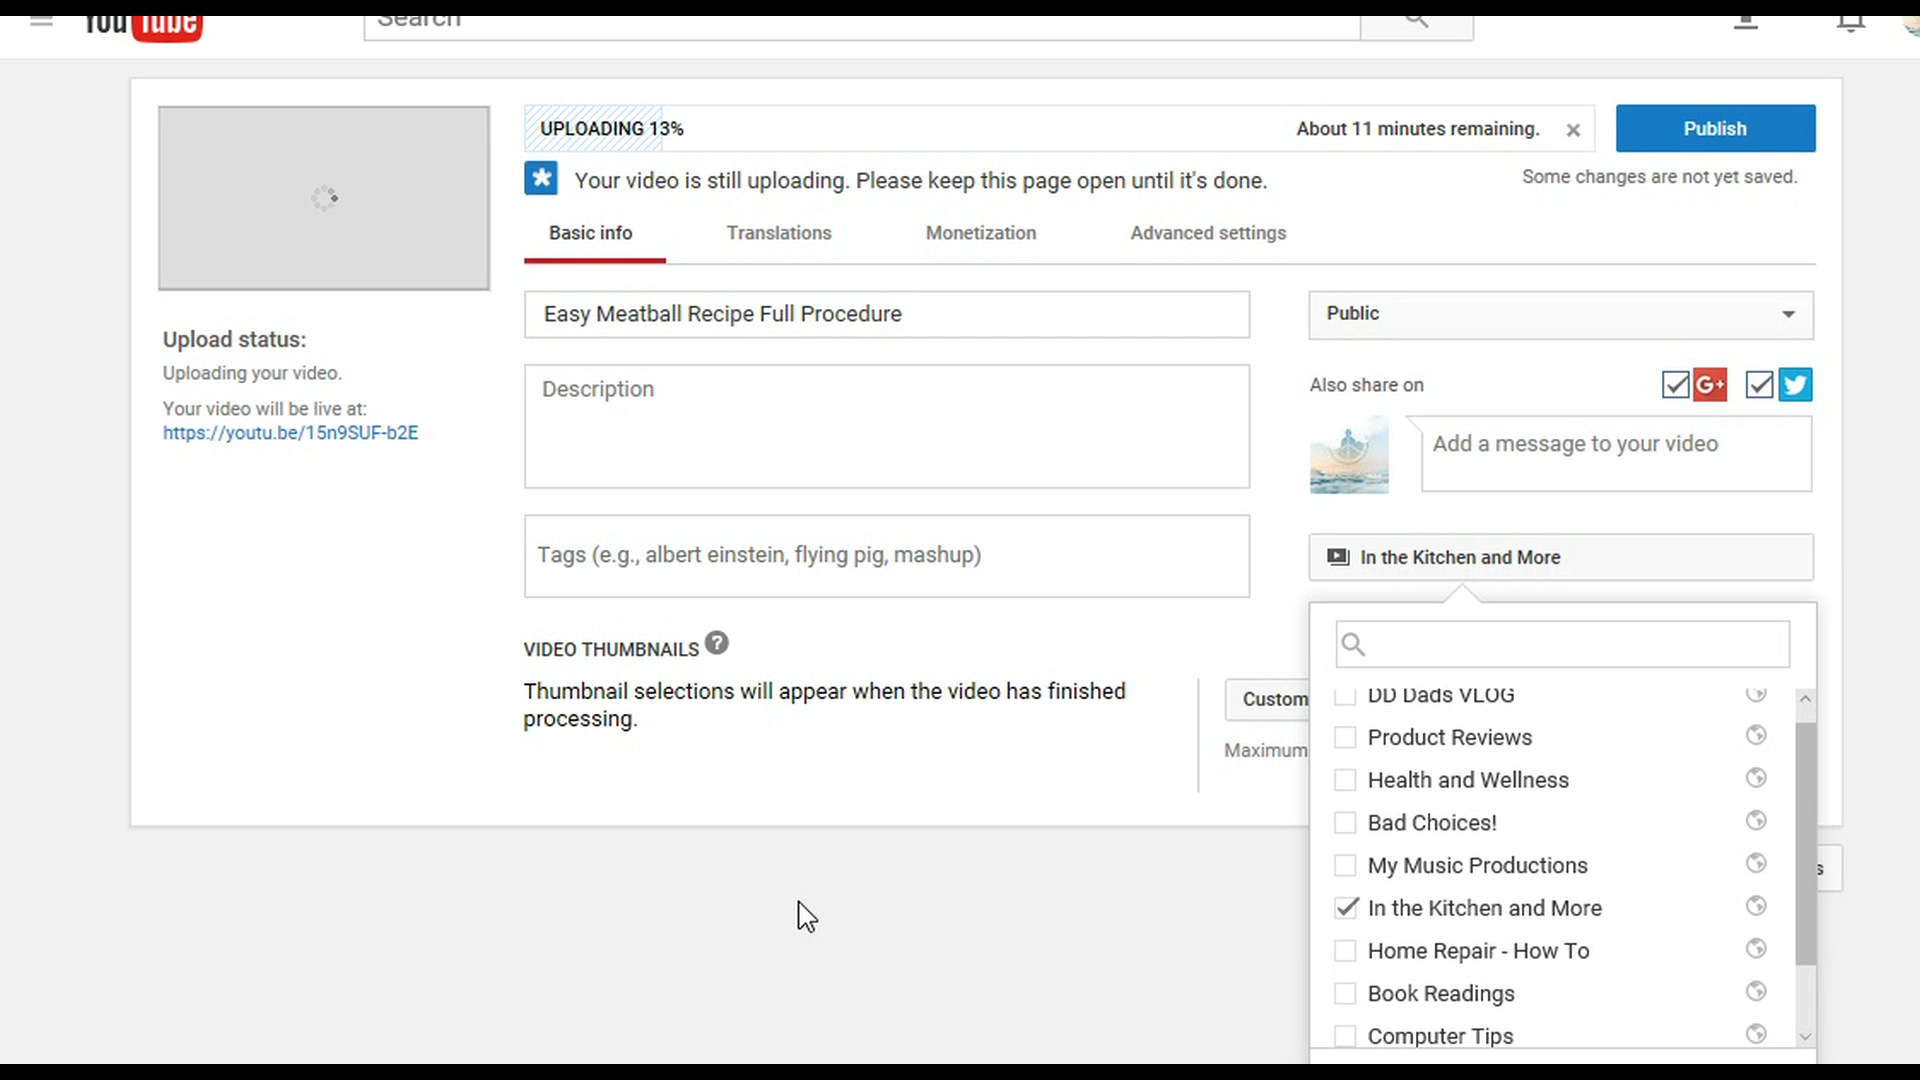 YouTube
Search
UPLOADING 13%
About 11 minutes remaining.
Publish
Your video is still uploading. Please keep this page open until it's done.
Some changes are not yet saved.
Basic info
Translations
Monetization
Advanced settings
Easy Meatball Recipe Full Procedure
Public
Upload status:
Uploading your video.
Your video will be live at:
https://youtu.be/15n9SUF-b2E
Description
Also share on
G+
Add a message to your video
Tags (e.g., albert einstein, flying pig, mashup)
In the Kitchen and More
VIDEO THUMBNAILS ?
Thumbnail selections will appear when the video has finished
processing.
Custom
Maximum
DD Dads VLOG
Product Reviews
Health and Wellness
Bad Choices!
My Music Productions
In the Kitchen and More
Home Repair - How To
Book Readings
Computer Tips